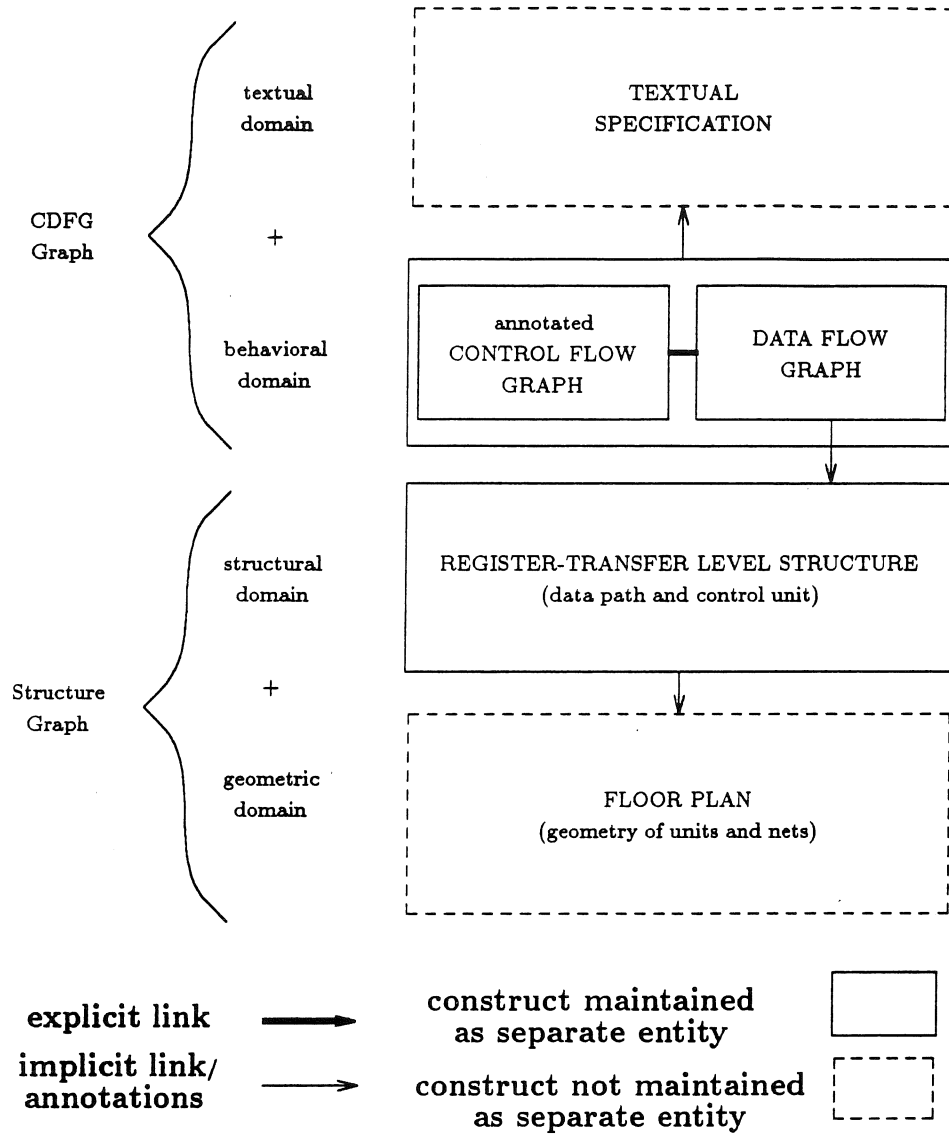 textual
domain
TEXTUAL
SPECIFICATION
CDFG
Graph
+
behavioral
domain
annotated
CONTROL FLOW
GRAPH
DATA FLOW
GRAPH
structural
domain
REGISTER-TRANSFER LEVEL STRUCTURE
(data path and control unit)
Structure
Graph
+
geometric
domain
FLOOR PLAN
(geometry of units and nets)
explicit link
construct maintained
as separate entity
implicit link/
annotations
construct not maintained
as separate entity